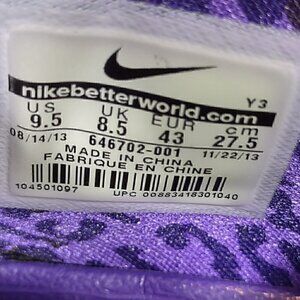 Y3
nikebetterworld.com
US UK EUR cm
9.5 8.5 43 27.5
08/14/13 646702-001 11/22/13
MADE IN CHINA
FABRIQUE EN CHINE
104501097 UPC 00883418301040